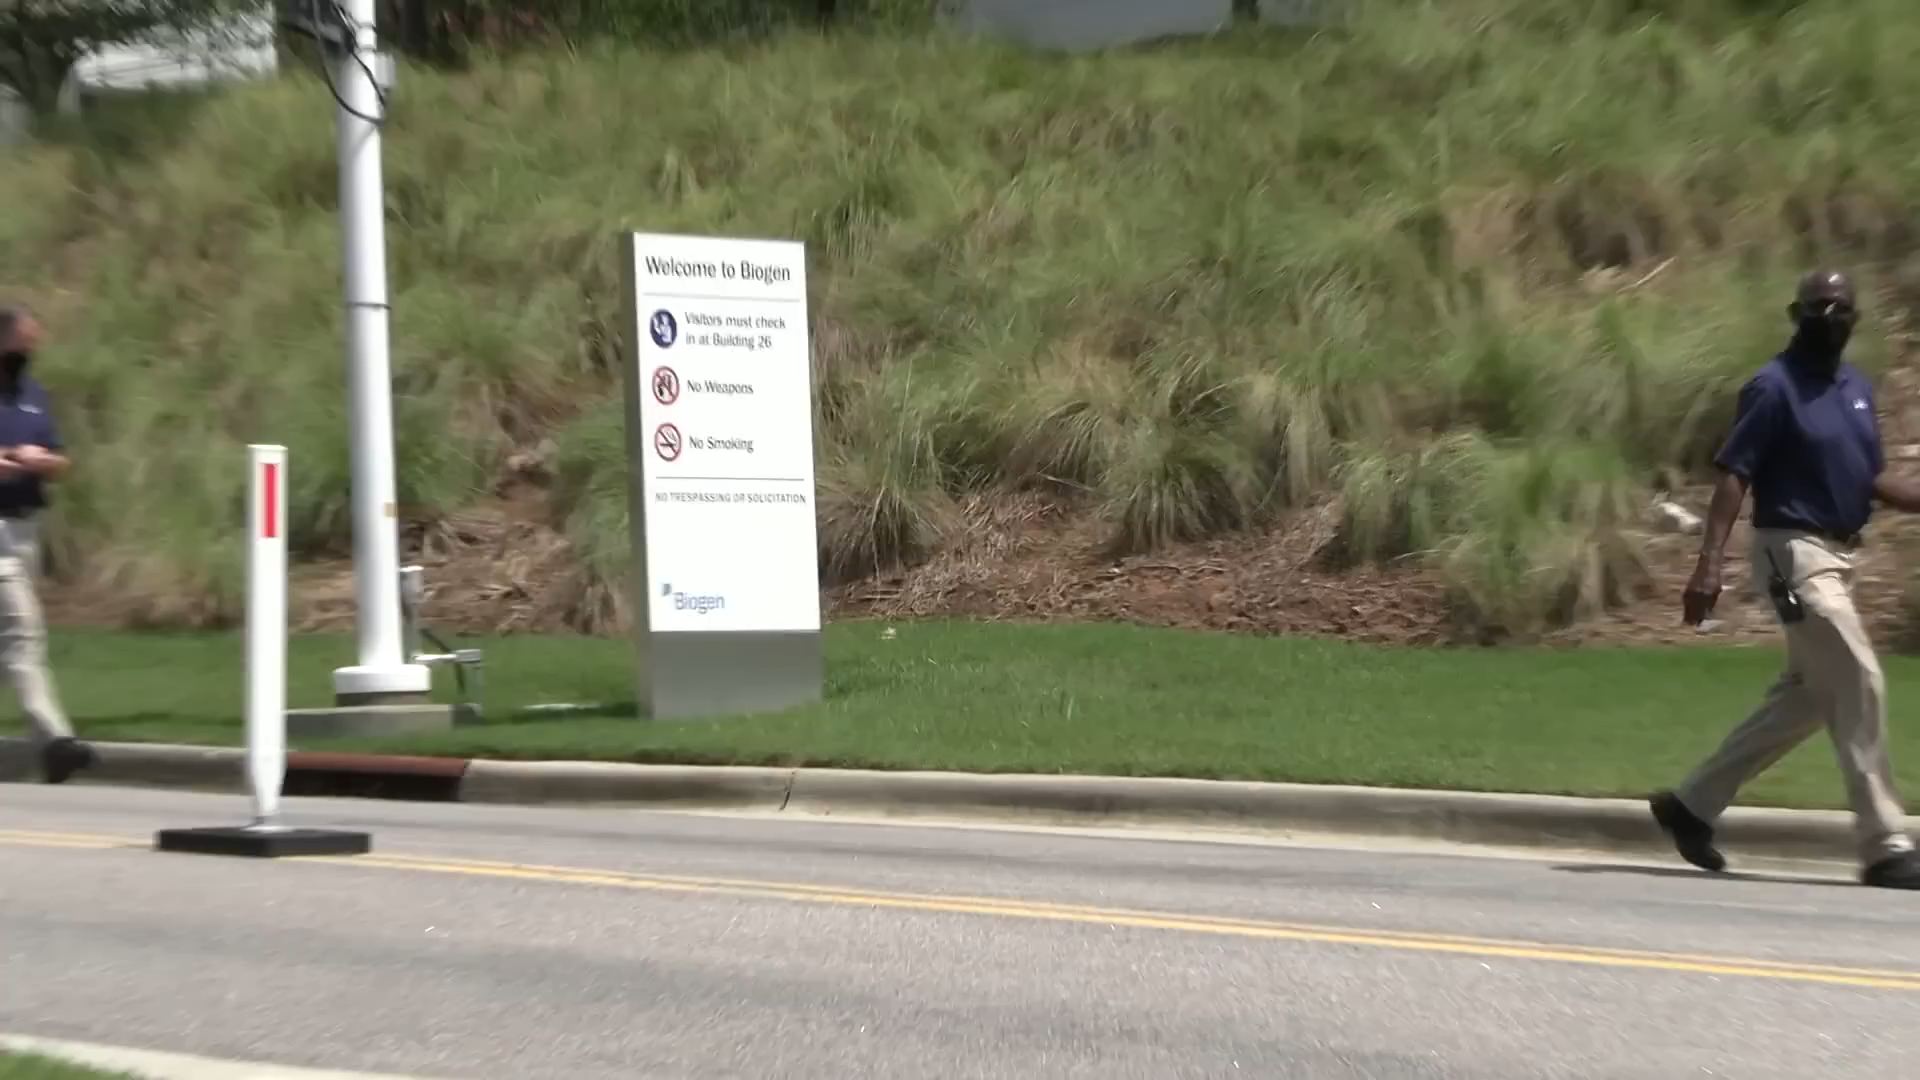 Welcome to Biogen
Visitors must check
in at Building 26
No Weapons
No Smoking
NO TRESPASSING OR SOLICITATION
Biogen